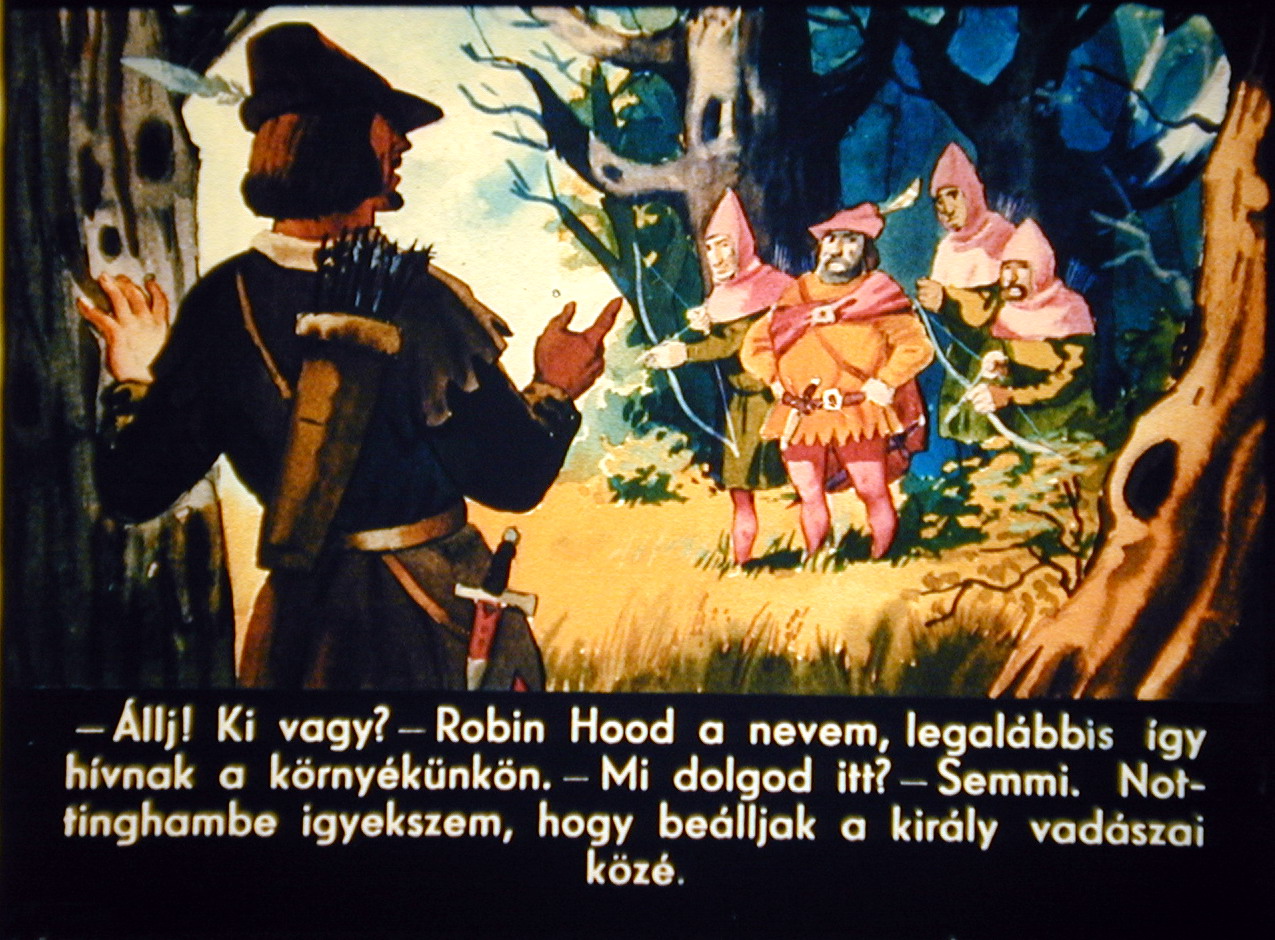 – Állj! Ki vagy? – Robin Hood a nevem, legalábbis így
hívnak a környékünkön. – Mi dolgod itt? – Semmi. Not-
tinghambe igyekszem, hogy beálljak a király vadászai
közé.